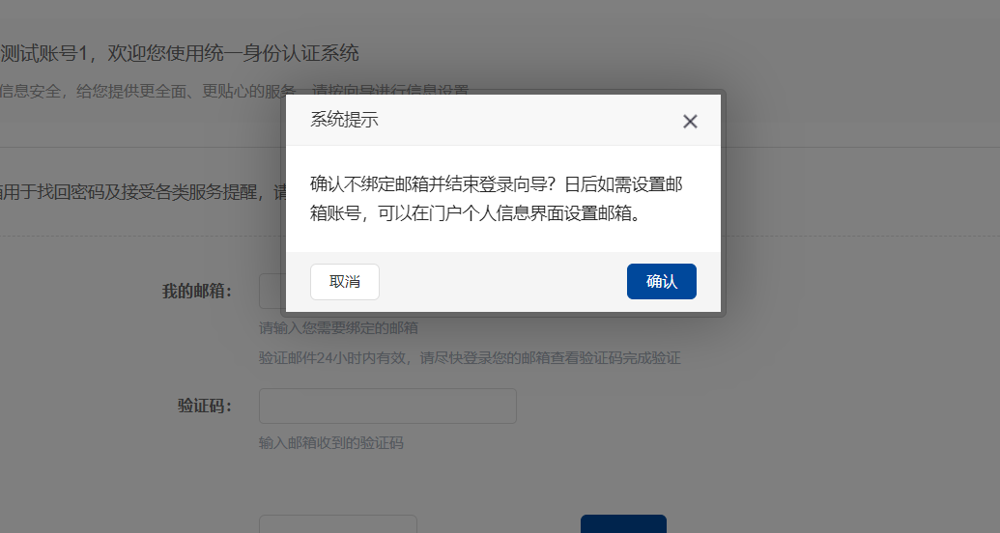 测试账号1，欢迎您使用统一身份认证系统
信息安全，给您提供更全面、更贴心的服务，请按向导进行信息设置
系统提示
箱用于找回密码及接受各类服务提醒，请
确认不绑定邮箱并结束登录向导？日后如需设置邮
箱账号，可以在门户个人信息界面设置邮箱。
取消
确认
我的邮箱：
请输入您需要绑定的邮箱
验证邮件24小时内有效，请尽快登录您的邮箱查看验证码完成验证
验证码：
输入邮箱收到的验证码